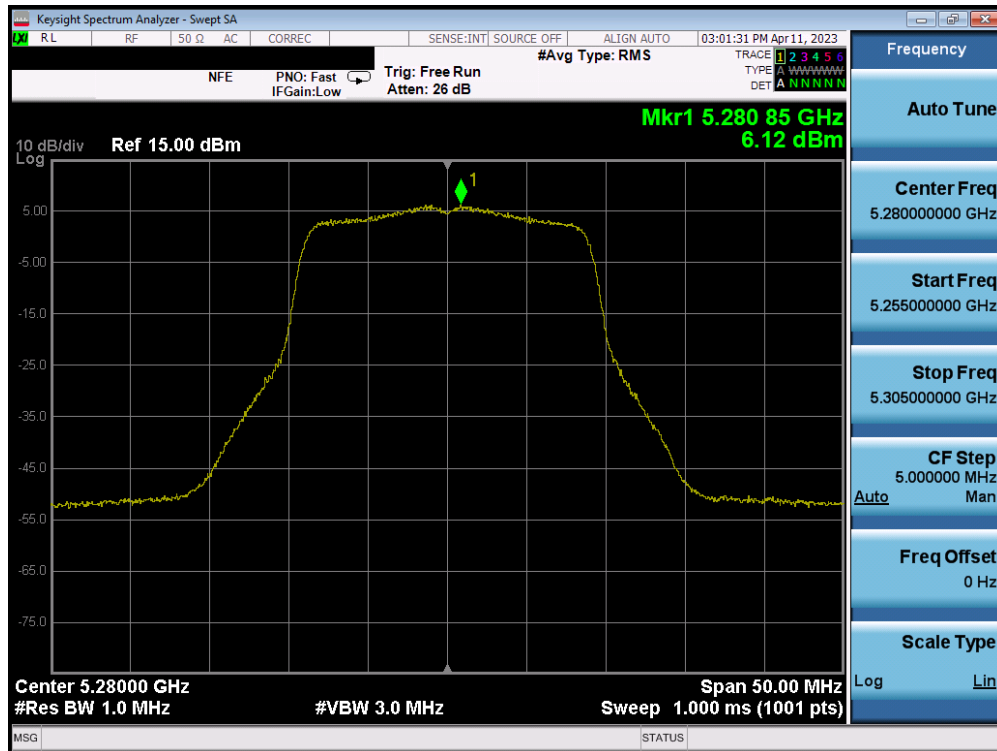 Keysight Spectrum Analyzer - Swept SA
LXI RL RF 50 Ω AC CORREC SENSE:INT SOURCE OFF ALIGN AUTO 03:01:31 PM Apr 11, 2023
Frequency
#Avg Type: RMS TRACE 1 2 3 4 5 6
NFE PNO: Fast Trig: Free Run TYPE A WWWWW
IFGain:Low Atten: 26 dB DET A N N N N N
Auto Tune
Mkr1 5.280 85 GHz
6.12 dBm
10 dB/div Ref 15.00 dBm
Log
1
5.00
-5.00
-15.0
-25.0
-35.0
-45.0
-55.0
-65.0
-75.0
Center Freq
5.280000000 GHz
Start Freq
5.255000000 GHz
Stop Freq
5.305000000 GHz
CF Step
5.000000 MHz
Auto Man
Freq Offset
0 Hz
Scale Type
Log Lin
Center 5.28000 GHz Span 50.00 MHz
#Res BW 1.0 MHz #VBW 3.0 MHz Sweep 1.000 ms (1001 pts)
MSG STATUS